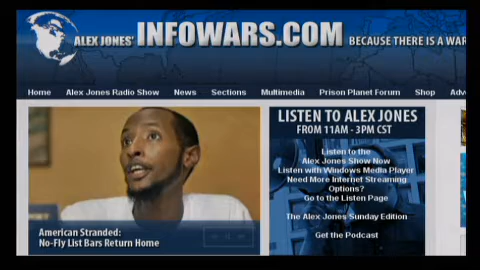 ALEX JONES' INFOWARS.COM BECAUSE THERE IS A WAR
Home Alex Jones Radio Show News Sections Multimedia Prison Planet Forum Shop Adv
LISTEN TO ALEX JONES
FROM 11AM - 3PM CST
Listen to the
Alex Jones Show Now
Listen with Windows Media Player
Need More Internet Streaming
Options?
Go to the Listen Page
The Alex Jones Sunday Edition
Get the Podcast
American Stranded:
No-Fly List Bars Return Home